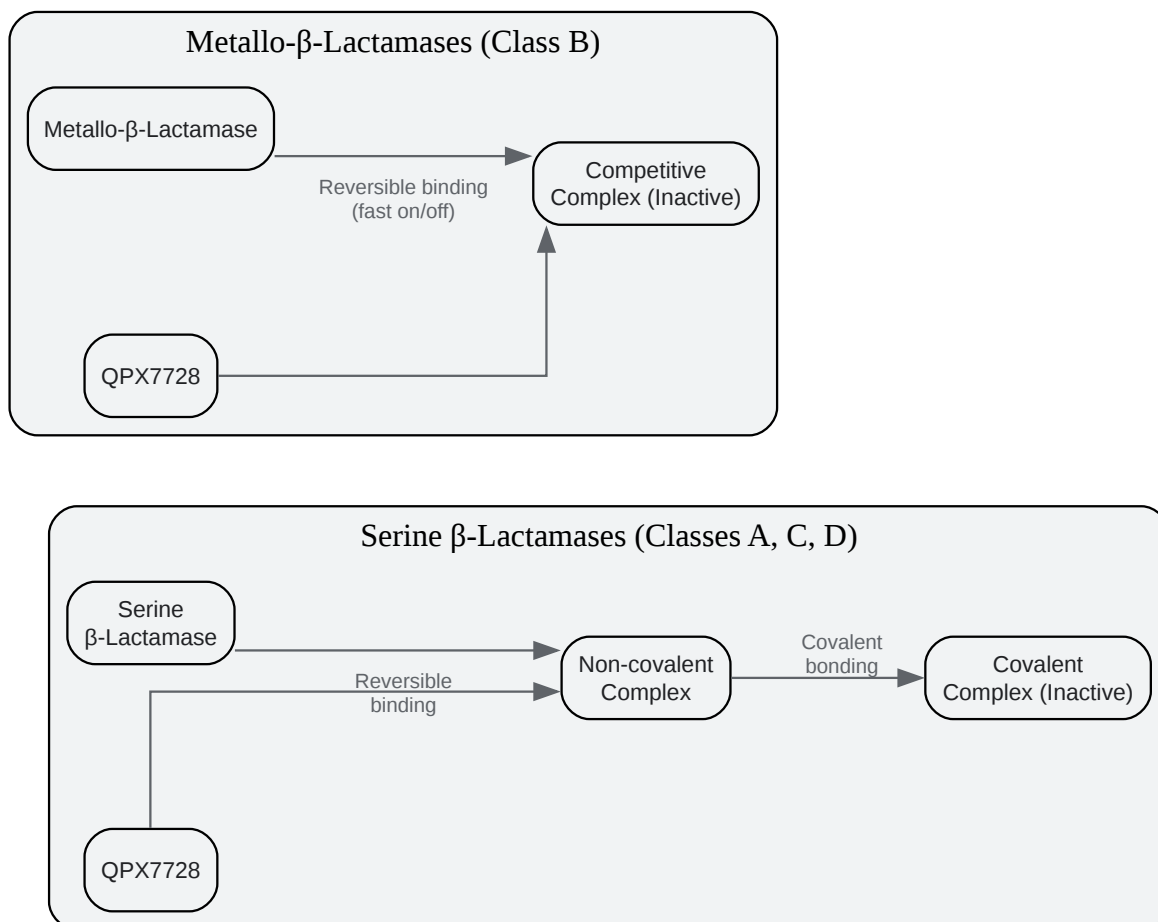 Metallo-β-Lactamases (Class B)
Metallo-β-Lactamase
Competitive
Complex (Inactive)
Reversible binding
(fast on/off)
QPX7728
Serine β-Lactamases (Classes A, C, D)
Serine
β-Lactamase
Reversible
binding
Non-covalent
Complex
Covalent
bonding
Covalent
Complex (Inactive)
QPX7728